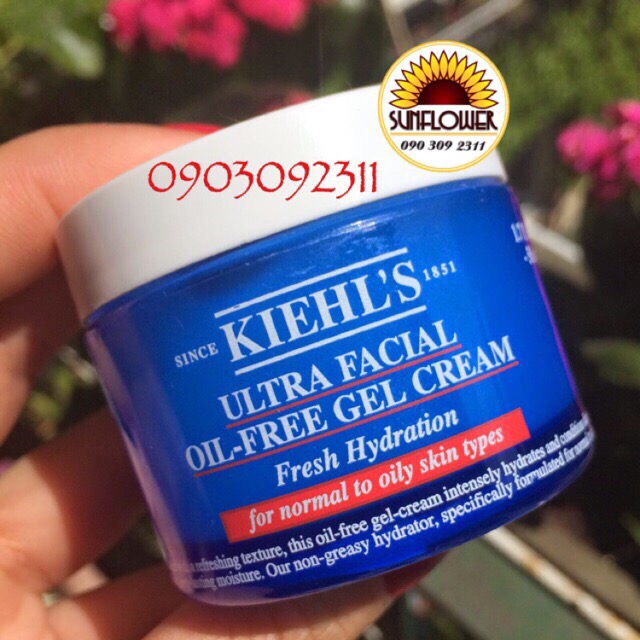 SUNFLOWER
090 309 2311
0903092311
SINCE KIEHL'S 1851
ULTRA FACIAL
OIL-FREE GEL CREAM
Fresh Hydration
for normal to oily skin types
refreshing texture, this oil-free gel-cream intensely hydrates and
moisture. Our non-greasy hydrator, specifically formulated for